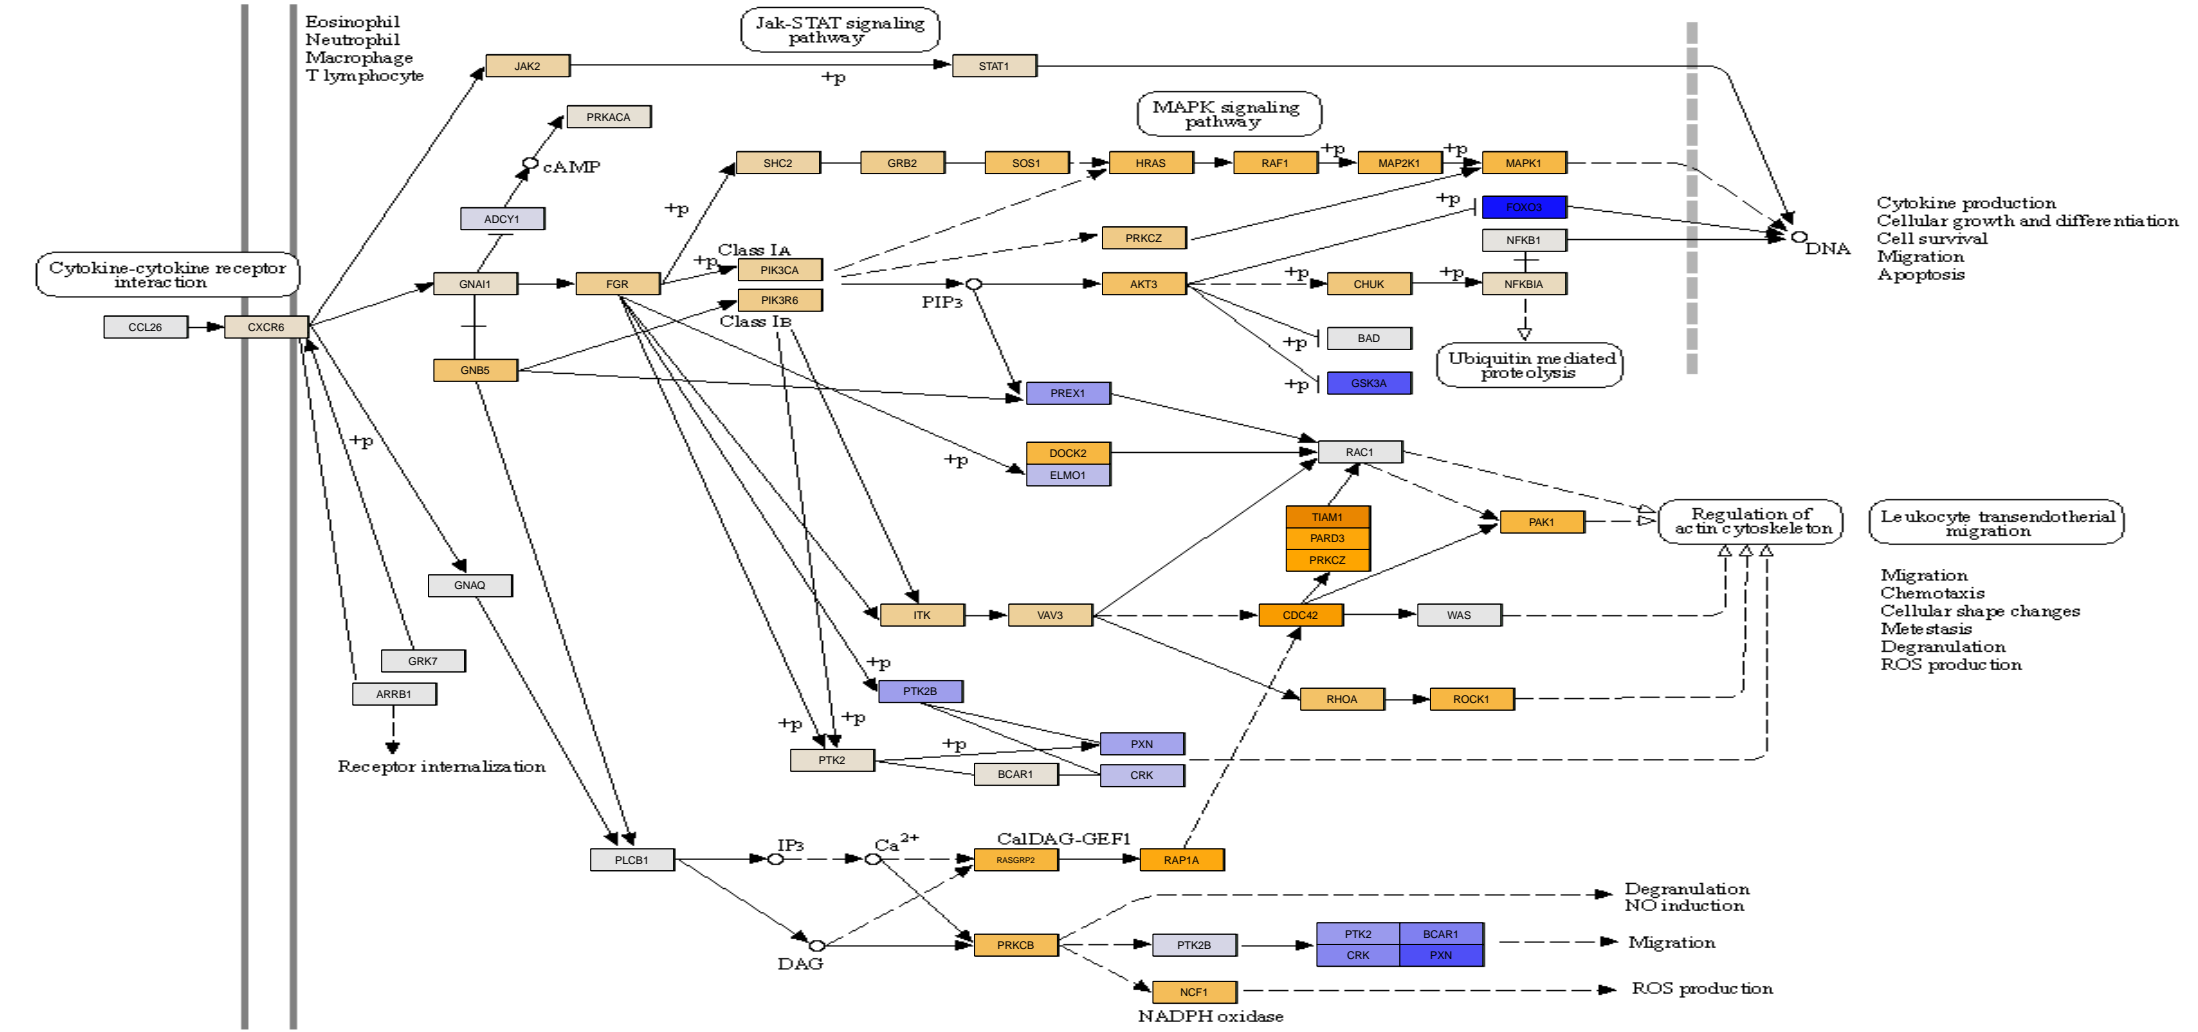 Eosinophil
Neutrophil
Macrophage
T lymphocyte
Jak-STAT signaling
pathway
JAK2
+p
STAT1
PRKACA
cAMP
ADCY1
MAPK signaling
pathway
SHC2
GRB2
SOS1
HRAS
RAF1
+p
MAP2K1
+p
MAPK1
+p
+p
FOXO3
PRKCZ
NFKB1
DNA
Cytokine production
Cellular growth and differentiation
Cell survival
Migration
Apoptosis
Cytokine-cytokine receptor
interaction
CCL26
CXCR6
GNAI1
FGR
+p
Class IA
PIK3CA
PIK3R6
Class IB
PIP3
AKT3
+p
CHUK
+p
NFKBIA
+p
BAD
+p
GSK3A
Ubiquitin mediated
proteolysis
GNB5
PREX1
+p
+p
DOCK2
ELMO1
RAC1
TIAM1
PARD3
PRKCZ
PAK1
Regulation of
actin cytoskeleton
Leukocyte transendotherial
migration
Migration
Chemotaxis
Cellular shape changes
Metestasis
Degranulation
ROS production
GNAQ
ITK
VAV3
CDC42
WAS
GRK7
ARRB1
Receptor internalization
+p
PTK2B
RHOA
ROCK1
+p
+p
PTK2
+p
PXN
BCAR1
CRK
PLCB1
IP3
Ca2+
CalDAG-GEF1
RASGRP2
RAP1A
DAG
PRKCB
Degranulation
NO induction
PTK2B
PTK2
BCAR1
CRK
PXN
Migration
NCF1
NADPH oxidase
ROS production